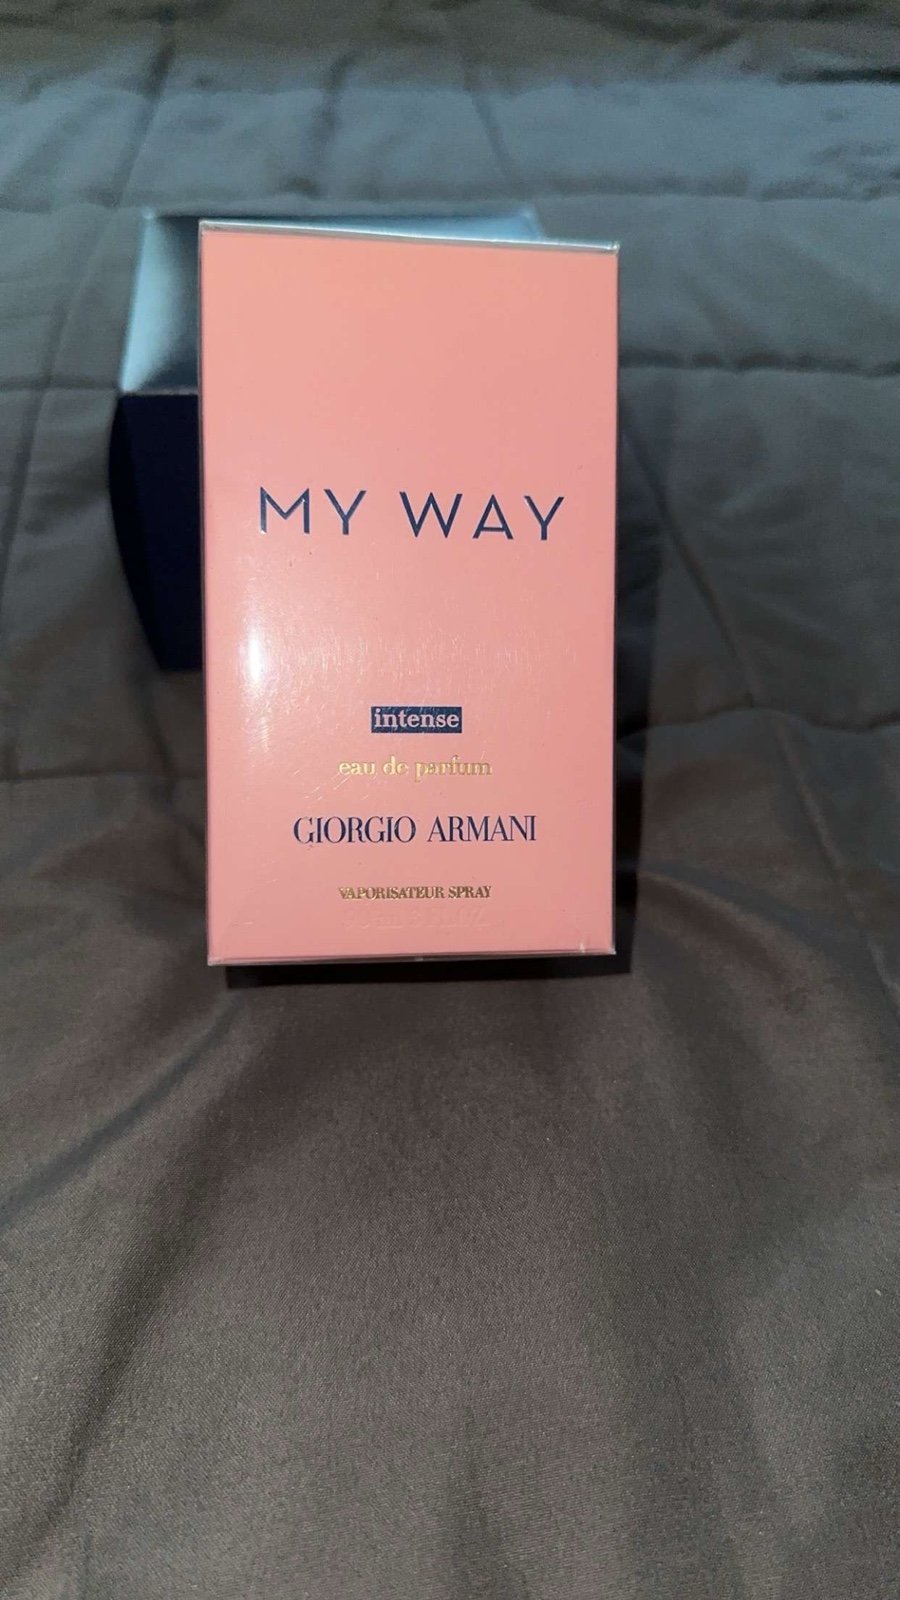 MY WAY
intense
eau de parfum
GIORGIO ARMANI
VAPORISATEUR SPRAY